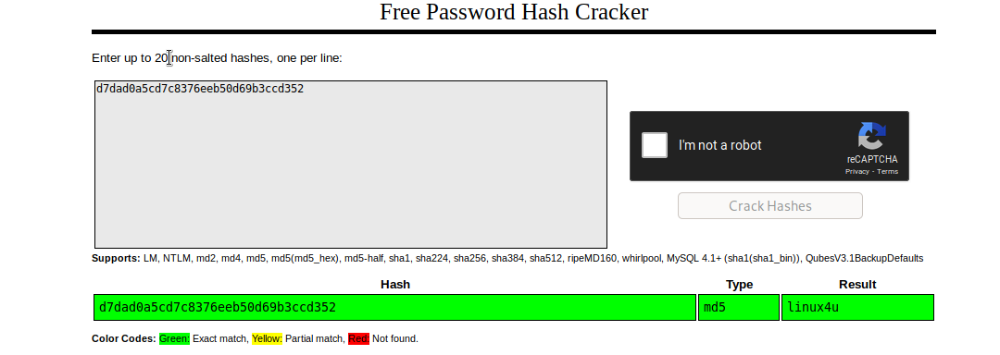 Free Password Hash Cracker
Enter up to 20 non-salted hashes, one per line:
d7dad0a5cd7c8376eeb50d69b3ccd352
I'm not a robot
reCAPTCHA
Privacy - Terms
Crack Hashes
Supports: LM, NTLM, md2, md4, md5, md5(md5_hex), md5-half, sha1, sha224, sha256, sha384, sha512, ripeMD160, whirlpool, MySQL 4.1+ (sha1(sha1_bin)), QubesV3.1BackupDefaults
Hash Type Result
d7dad0a5cd7c8376eeb50d69b3ccd352 md5 linux4u
Color Codes: Green: Exact match, Yellow: Partial match, Red: Not found.